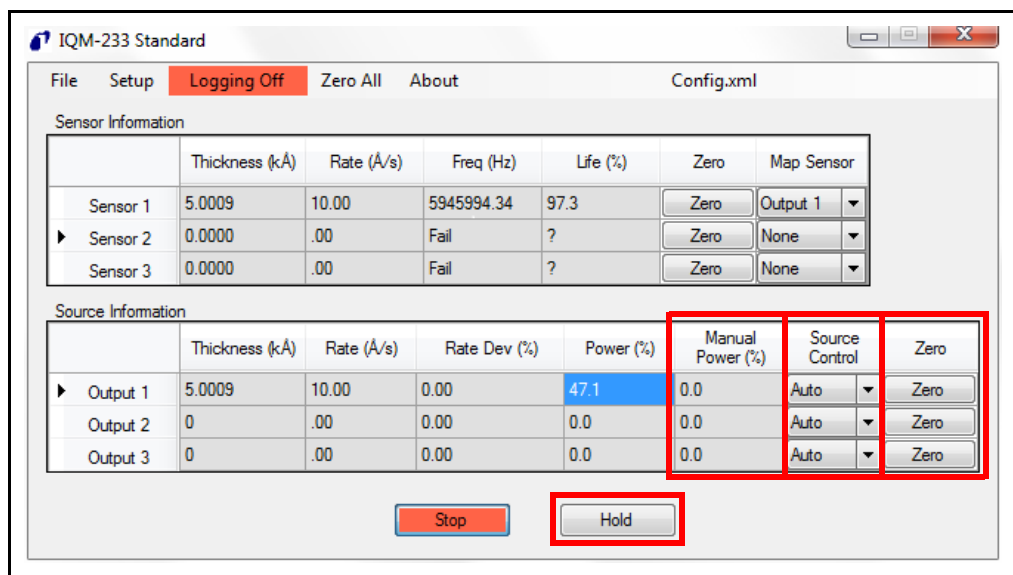 IQM-233 Standard
File Setup Logging Off Zero All About Config.xml
Sensor Information
Thickness (kÅ) Rate (Å/s) Freq (Hz) Life (%) Zero Map Sensor
Sensor 1 5.0009 10.00 5945994.34 97.3 Zero Output 1
Sensor 2 0.0000 .00 Fail ? Zero None
Sensor 3 0.0000 .00 Fail ? Zero None
Source Information
Thickness (kÅ) Rate (Å/s) Rate Dev (%) Power (%) Manual Power (%) Source Control Zero
Output 1 5.0009 10.00 0.00 47.1 0.0 Auto Zero
Output 2 0 .00 0.00 0.0 0.0 Auto Zero
Output 3 0 .00 0.00 0.0 0.0 Auto Zero
Stop Hold